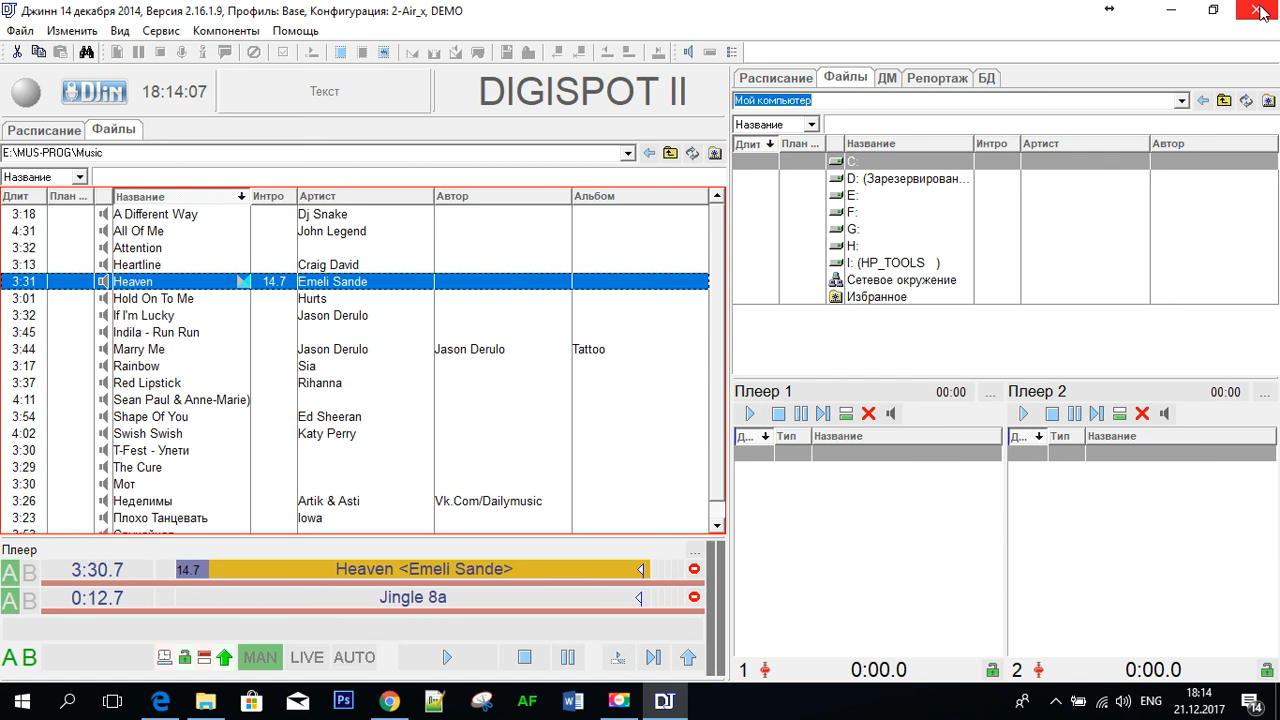 Джинн 14 декабря 2014, Версия 2.16.1.9, Профиль: Base, Конфигурация: 2-Air_x, DEMO
Файл Изменить Вид Сервис Компоненты Помощь
DJin 18:14:07 Текст DIGISPOT II
Расписание Файлы
E:\MUS-PROG\Music
Название
Длит План ... Название Интро Артист Автор Альбом
3:18 A Different Way Dj Snake
4:31 All Of Me John Legend
3:32 Attention
3:13 Heartline Craig David
3:31 Heaven 14.7 Emeli Sande
3:01 Hold On To Me Hurts
3:32 If I'm Lucky Jason Derulo
3:45 Indila - Run Run
3:44 Marry Me Jason Derulo Jason Derulo Tattoo
3:17 Rainbow Sia
3:37 Red Lipstick Rihanna
4:11 Sean Paul & Anne-Marie)
3:54 Shape Of You Ed Sheeran
4:02 Swish Swish Katy Perry
3:30 T-Fest - Улети
3:29 The Cure
3:30 Мот
3:26 Неделимы Artik & Asti Vk.Com/Dailymusic
3:23 Плохо Танцевать Iowa
Плеер ...
A B 3:30.7 14.7 Heaven <Emeli Sande>
A B 0:12.7 Jingle 8a
A B MAN LIVE AUTO
Расписание Файлы ДМ Репортаж БД
Мой компьютер
Название
Длит План ... Название Интро Артист Автор
C:
D: (Зарезервирован...
E:
F:
G:
H:
I: (HP_TOOLS )
Сетевое окружение
Избранное
Плеер 1 00:00 ... Плеер 2 00:00 ...
Д... Тип Название Д... Тип Название
1 0:00.0 2 0:00.0
Ps AF W DT ENG 18:14
21.12.2017 14